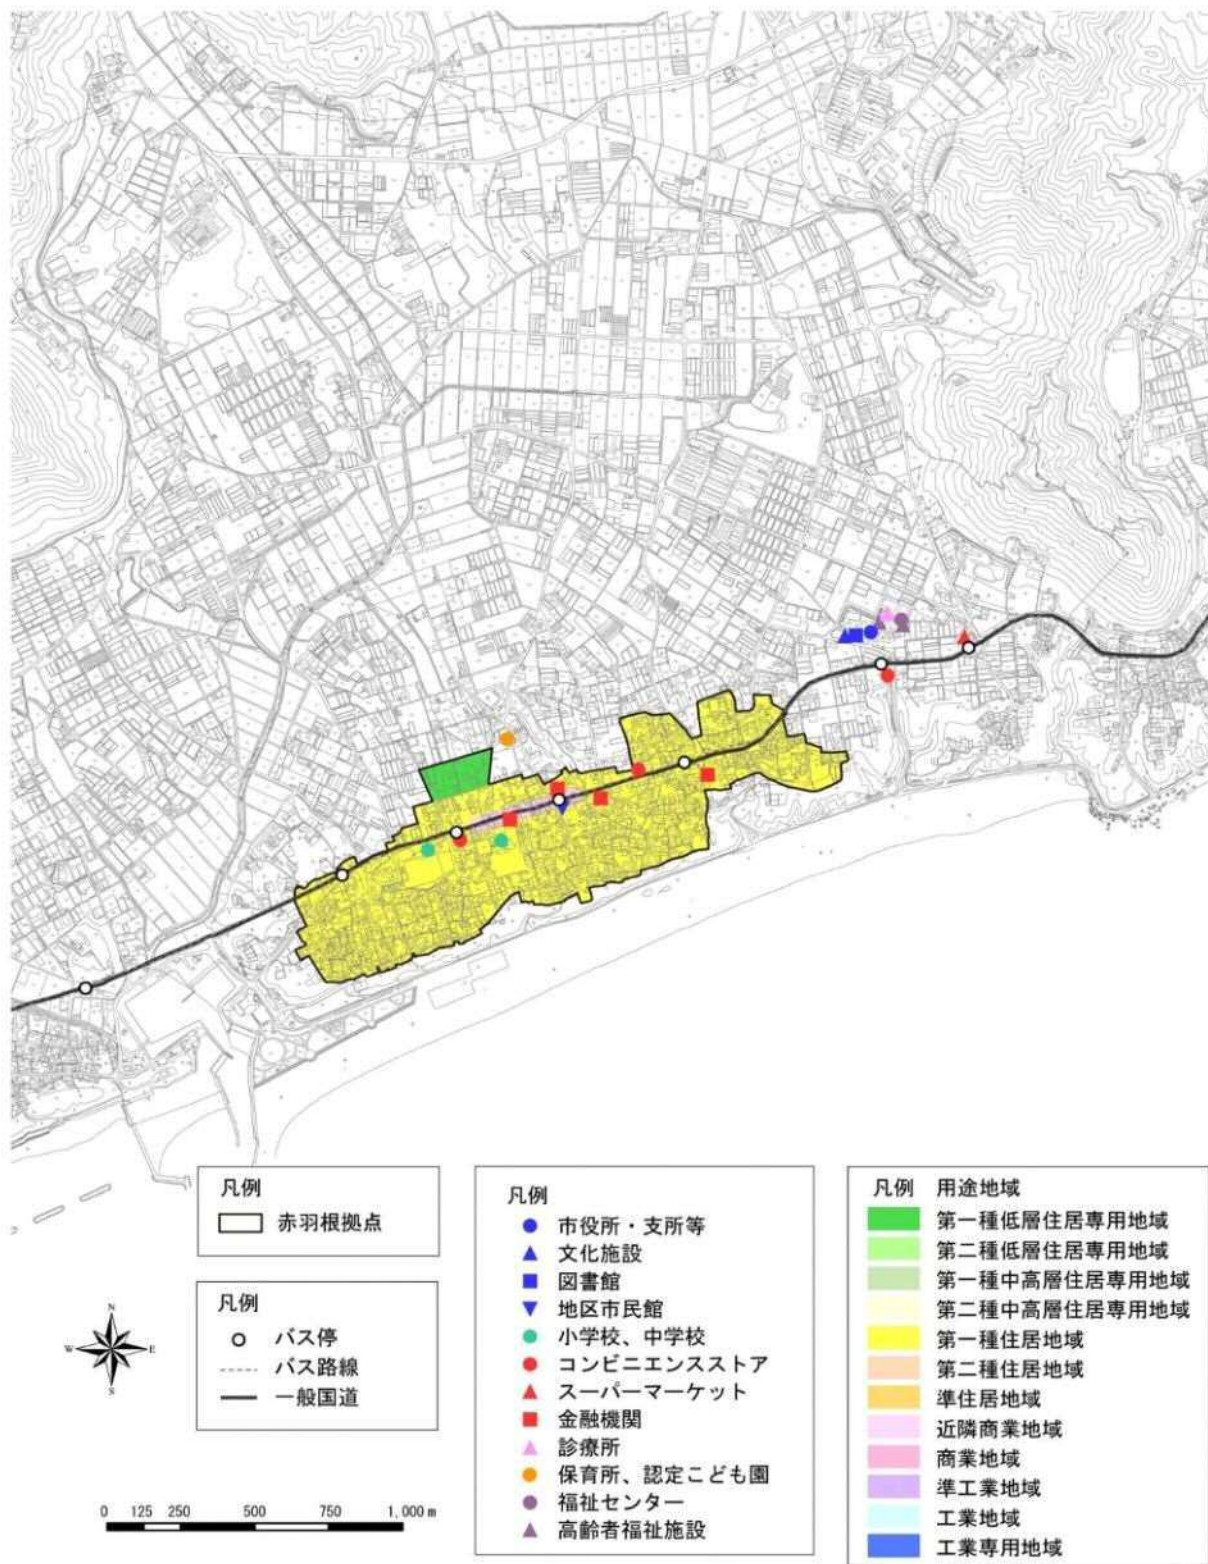 凡例
赤羽根拠点
凡例
バス停
バス路線
一般国道
N
W
E
S
0 125 250 500 750 1,000 m
凡例
市役所・支所等
文化施設
図書館
地区市民館
小学校、中学校
コンビニエンスストア
スーパーマーケット
金融機関
診療所
保育所、認定こども園
福祉センター
高齢者福祉施設
凡例 用途地域
第一種低層住居専用地域
第二種低層住居専用地域
第一種中高層住居専用地域
第二種中高層住居専用地域
第一種住居地域
第二種住居地域
準住居地域
近隣商業地域
商業地域
準工業地域
工業地域
工業専用地域